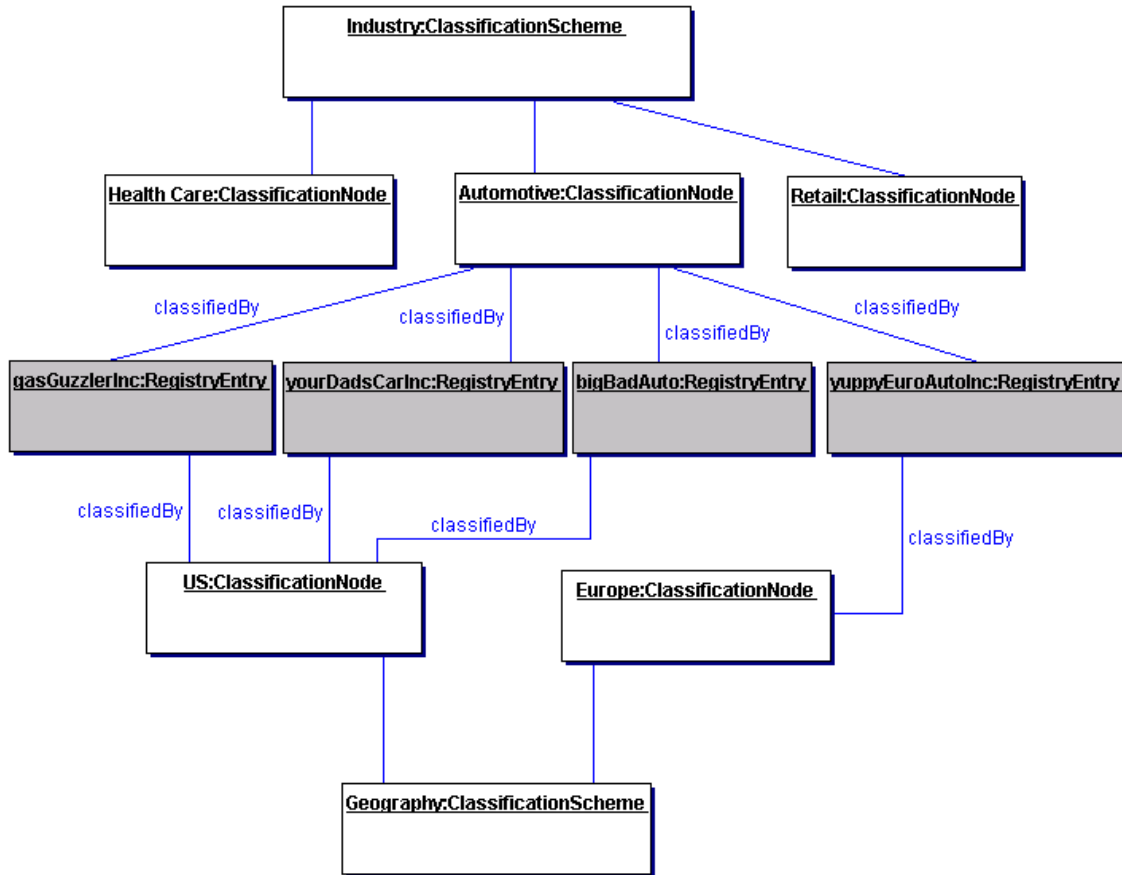 Industry:ClassificationScheme
Health Care:ClassificationNode
Automotive:ClassificationNode
Retail:ClassificationNode
classifiedBy
classifiedBy
classifiedBy
classifiedBy
gasGuzzlerInc:RegistryEntry
yourDadsCarInc:RegistryEntry
bigBadAuto:RegistryEntry
yuppyEuroAutoInc:RegistryEntry
classifiedBy
classifiedBy
classifiedBy
classifiedBy
US:ClassificationNode
Europe:ClassificationNode
Geography:ClassificationScheme